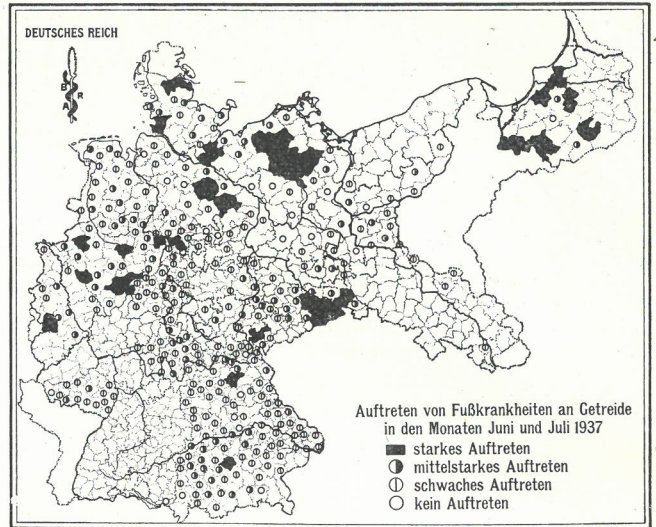 DEUTSCHES REICH
B
R
A
Auftreten von Fußkrankheiten an Getreide
in den Monaten Juni und Juli 1937
starkes Auftreten
mittelstarkes Auftreten
schwaches Auftreten
kein Auftreten